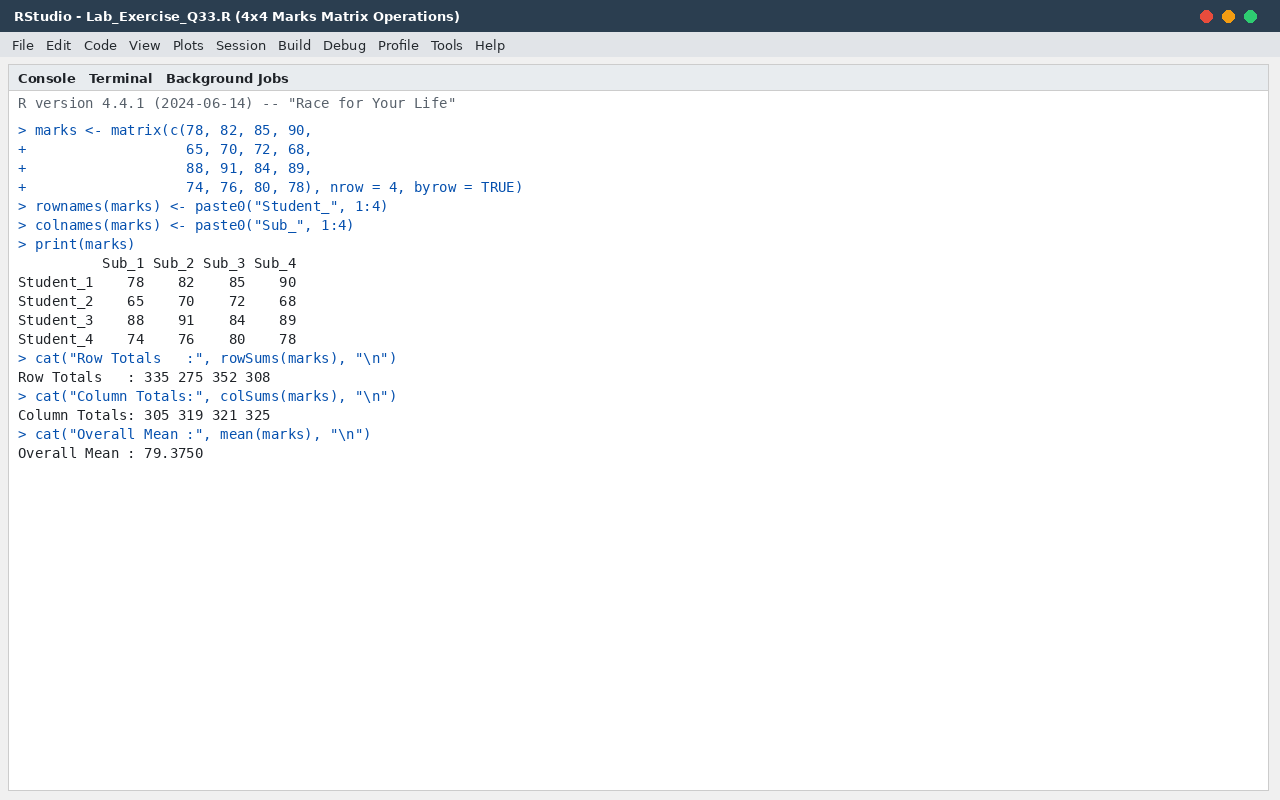 RStudio - Lab_Exercise_Q33.R (4x4 Marks Matrix Operations)
File Edit Code View Plots Session Build Debug Profile Tools Help
Console Terminal Background Jobs
R version 4.4.1 (2024-06-14) -- "Race for Your Life"
> marks <- matrix(c(78, 82, 85, 90,
+                   65, 70, 72, 68,
+                   88, 91, 84, 89,
+                   74, 76, 80, 78), nrow = 4, byrow = TRUE)
> rownames(marks) <- paste0("Student_", 1:4)
> colnames(marks) <- paste0("Sub_", 1:4)
> print(marks)
          Sub_1 Sub_2 Sub_3 Sub_4
Student_1    78    82    85    90
Student_2    65    70    72    68
Student_3    88    91    84    89
Student_4    74    76    80    78
> cat("Row Totals   :", rowSums(marks), "\n")
Row Totals   : 335 275 352 308
> cat("Column Totals:", colSums(marks), "\n")
Column Totals: 305 319 321 325
> cat("Overall Mean :", mean(marks), "\n")
Overall Mean : 79.3750